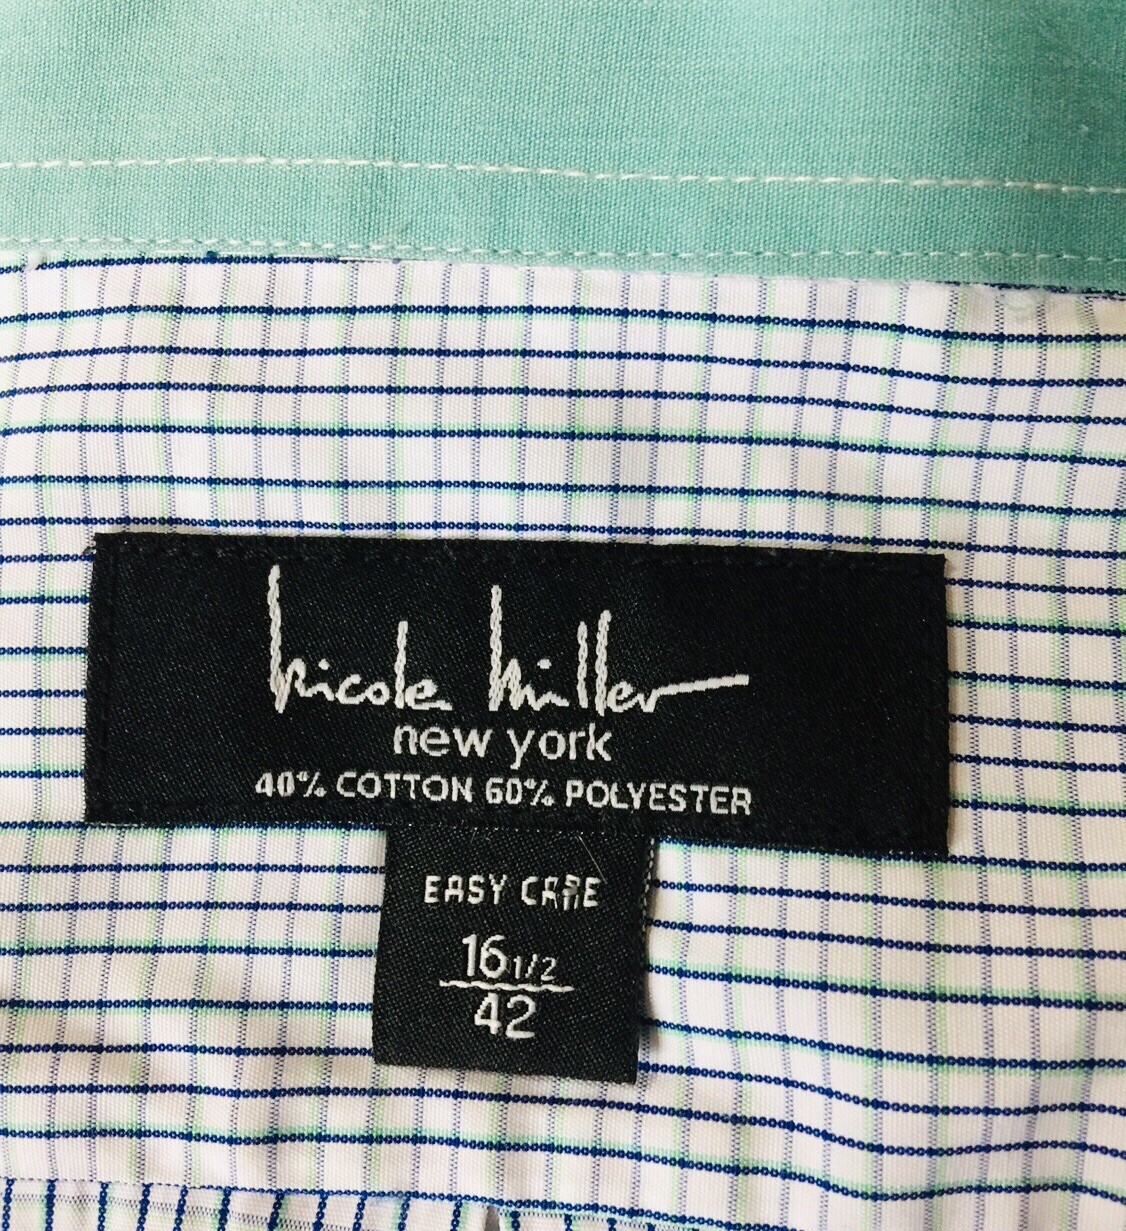 nicole miller
new york
40% COTTON 60% POLYESTER
EASY CARE
16 1/2
42